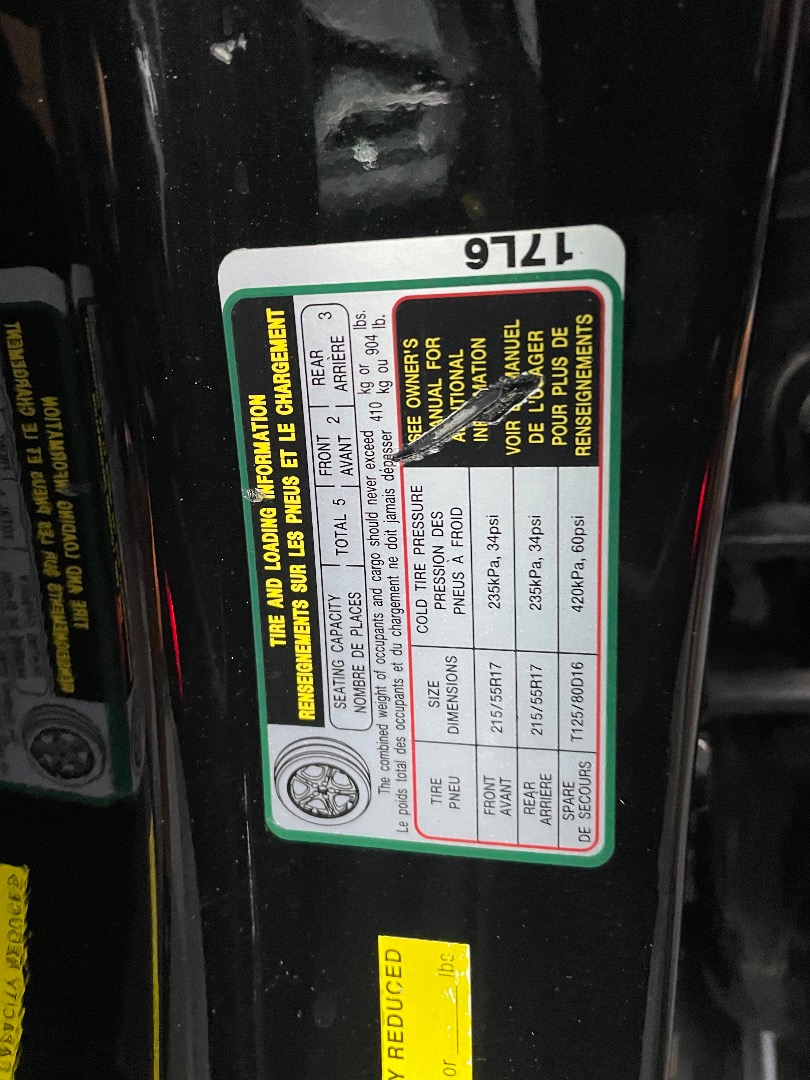 TIRE AND LOADING INFORMATION
RENSEIGNEMENTS SUR LES PNEUS ET LE CHARGEMENT
SEATING CAPACITY
NOMBRE DE PLACES
TOTAL 5
FRONT
AVANT
2
REAR
ARRIÈRE
3
The combined weight of occupants and cargo should never exceed kg or lbs.
Le poids total des occupants et du chargement ne doit jamais dépasser 410 kg ou 904 lb.
TIRE
PNEU
SIZE
DIMENSIONS
COLD TIRE PRESSURE
PRESSION DES
PNEUS À FROID
FRONT
AVANT
215/55R17
235kPa, 34psi
REAR
ARRIÈRE
215/55R17
235kPa, 34psi
SPARE
DE SECOURS
T125/80D16
420kPa, 60psi
SEE OWNER'S
MANUAL FOR
ADDITIONAL
INFORMATION
VOIR MANUEL
DE L'USAGER
POUR PLUS DE
RENSEIGNEMENTS
17L6
Y REDUCED
or lbs